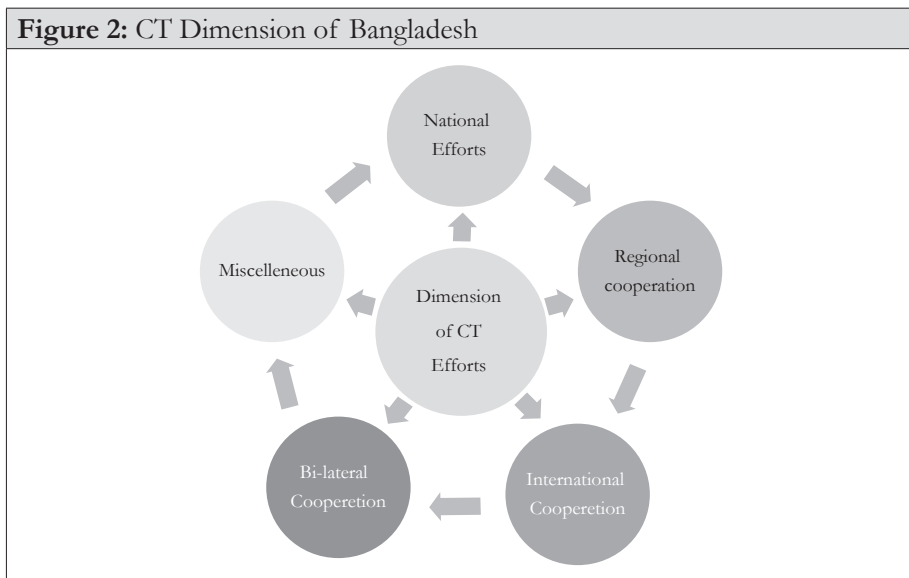 Figure 2: CT Dimension of Bangladesh
National
Efforts
Regional
cooperation
International
Cooperetion
Bi-lateral
Cooperetion
Miscelleneous
Dimension
of CT
Efforts